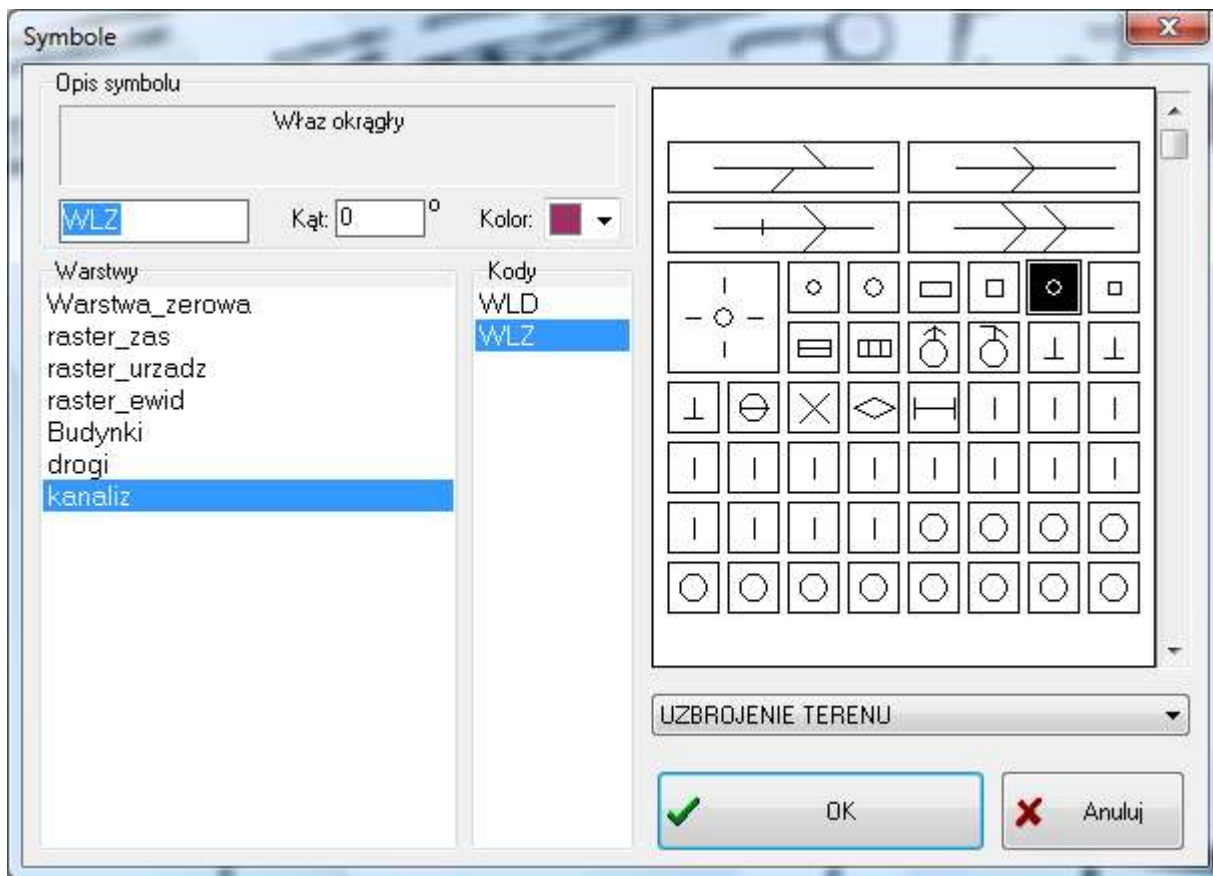 Symbole
Opis symbolu
Właz okrągły
WLZ
Kąt: 0 °
Kolor:
Warstwy
Warstwa_zerowa
raster_zas
raster_urzadz
raster_ewid
Budynki
drogi
kanaliz
Kody
WLD
WLZ
UZBROJENIE TERENU
OK
Anuluj